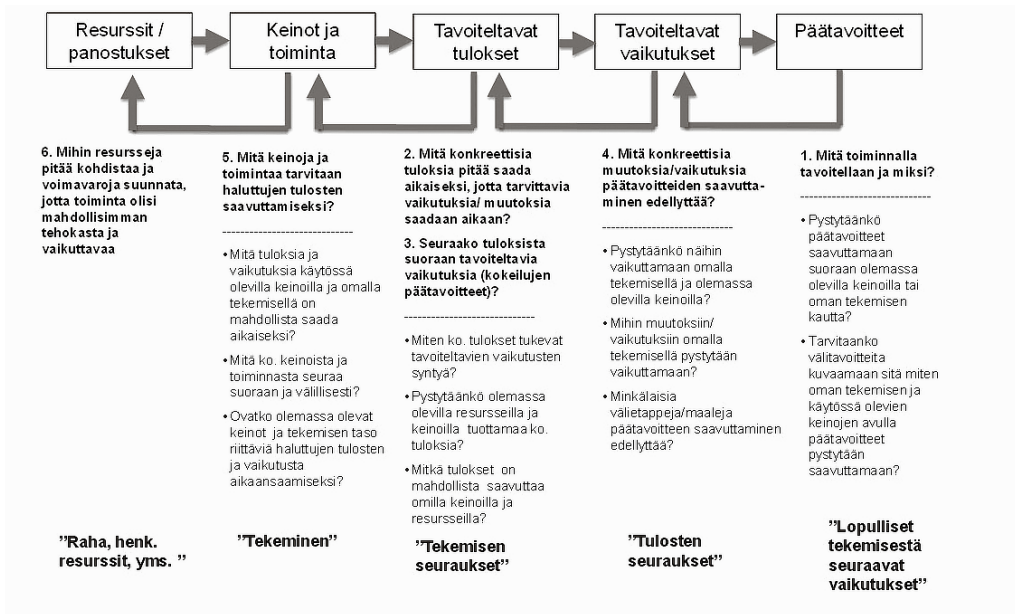 Resurssit /
panostukset
Keinot ja
toiminta
Tavoiteltavat
tulokset
Tavoiteltavat
vaikutukset
Päätavoitteet
6. Mihin resursseja
pitää kohdistaa ja
voimavaroja suunnata,
jotta toiminta olisi
mahdollisimman
tehokasta ja
vaikuttavaa
5. Mitä keinoja ja
toimintaa tarvitaan
haluttujen tulosten
saavuttamiseksi?
-----------------------------
•Mitä tuloksia ja
vaikutuksia käytössä
olevilla keinoilla ja omalla
tekemisellä on
mahdollista saada
aikaiseksi?
•Mitä ko. keinoista ja
toiminnasta seuraa
suoraan ja välillisesti?
•Ovatko olemassa olevat
keinot ja tekemisen taso
riittäviä haluttujen tulosten
ja vaikutusta
aikaansaamiseksi?
2. Mitä konkreettisia
tuloksia pitää saada
aikaiseksi, jotta tarvittavia
vaikutuksia/ muutoksia
saadaan aikaan?
3. Seuraako tuloksista
suoraan tavoiteltavia
vaikutuksia (kokeilujen
päätavoitteet)?
-----------------------------
•Miten ko. tulokset tukevat
tavoiteltavien vaikutusten
syntyä?
•Pystytäänkö olemassa
olevilla resursseilla ja
keinoilla tuottamaa ko.
tuloksia?
•Mitkä tulokset on
mahdollista saavuttaa
omilla keinoilla ja
resursseilla?
4. Mitä konkreettisia
muutoksia/vaikutuksia
päätavoitteiden saavutta-
minen edellyttää?
-----------------------------
•Pystytäänkö näihin
vaikuttamaan omalla
tekemisellä ja olemassa
olevilla keinoilla?
•Mihin muutoksiin/
vaikutuksiin omalla
tekemisellä pystytään
vaikuttamaan?
•Minkälaisia
välietappeja/maaleja
päätavoitteen saavuttaminen
edellyttää?
1. Mitä toiminnalla
tavoitellaan ja miksi?
-----------------------------
•Pystytäänkö
päätavoitteet
saavuttamaan
suoraan olemassa
olevilla keinoilla tai
oman tekemisen
kautta?
•Tarvitaanko
välitavoitteita
kuvaamaan sitä miten
oman tekemisen ja
käytössä olevien
keinojen avulla
päätavoitteet
pystytään
saavuttamaan?
”Raha, henk.
resurssit, yms. ”
”Tekeminen”
”Tekemisen
seuraukset”
”Tulosten
seuraukset”
”Lopulliset
tekemisestä
seuraavat
vaikutukset”